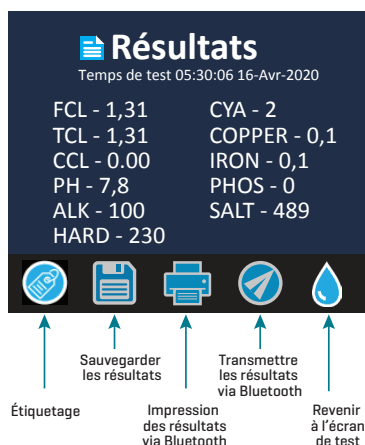 Résultats
Temps de test 05:30:06 16-Avr-2020
FCL - 1,31
TCL - 1,31
CCL - 0.00
PH - 7,8
ALK - 100
HARD - 230
CYA - 2
COPPER - 0,1
IRON - 0,1
PHOS - 0
SALT - 489
Étiquetage
Sauvegarder
les résultats
Impression
des résultats
via Bluetooth
Transmettre
les résultats
via Bluetooth
Revenir
à l'écran
de test